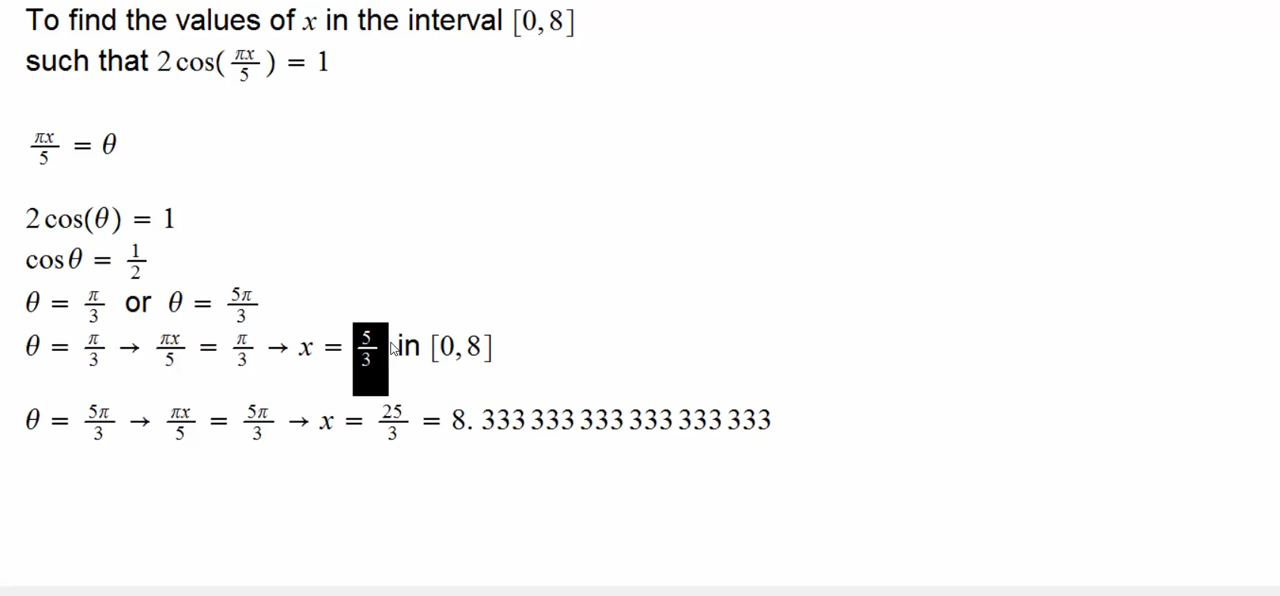 To find the values of x in the interval [0, 8]
such that 2 cos(πx/5) = 1
πx/5 = θ
2 cos(θ) = 1
cos θ = 1/2
θ = π/3 or θ = 5π/3
θ = π/3 → πx/5 = π/3 → x = 5/3 in [0, 8]
θ = 5π/3 → πx/5 = 5π/3 → x = 25/3 = 8. 333 333 333 333 333 333